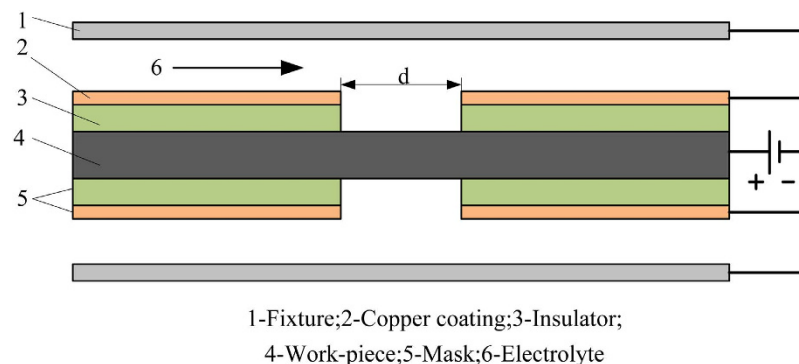 1
2
6
d
3
4
5
+ −
1-Fixture;2-Copper coating;3-Insulator;
4-Work-piece;5-Mask;6-Electrolyte